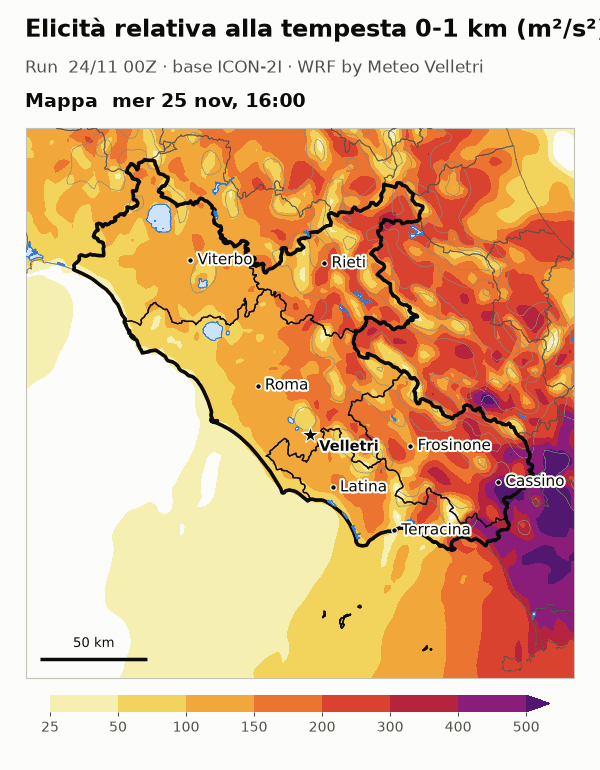 Elicità relativa alla tempesta 0-1 km (m²/s²)
Run 24/11 00Z · base ICON-2I · WRF by Meteo Velletri
Mappa mer 25 nov, 16:00
Viterbo
Rieti
Roma
Velletri
Frosinone
Cassino
Latina
Terracina
50 km
25 50 100 150 200 300 400 500